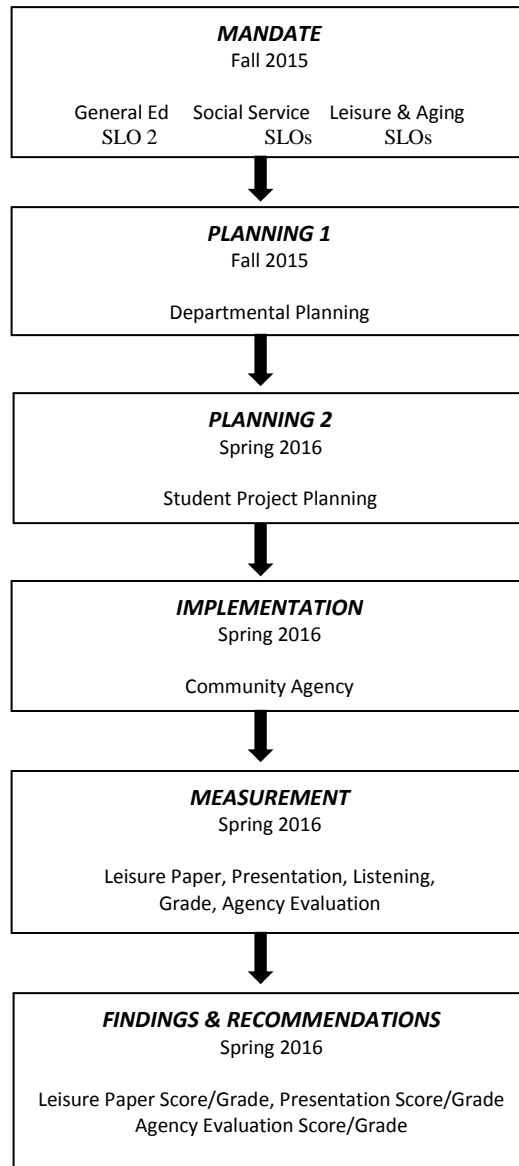 MANDATE
Fall 2015
General Ed Social Service Leisure & Aging
SLO 2 SLOs SLOs
PLANNING 1
Fall 2015
Departmental Planning
PLANNING 2
Spring 2016
Student Project Planning
IMPLEMENTATION
Spring 2016
Community Agency
MEASUREMENT
Spring 2016
Leisure Paper, Presentation, Listening,
Grade, Agency Evaluation
FINDINGS & RECOMMENDATIONS
Spring 2016
Leisure Paper Score/Grade, Presentation Score/Grade
Agency Evaluation Score/Grade